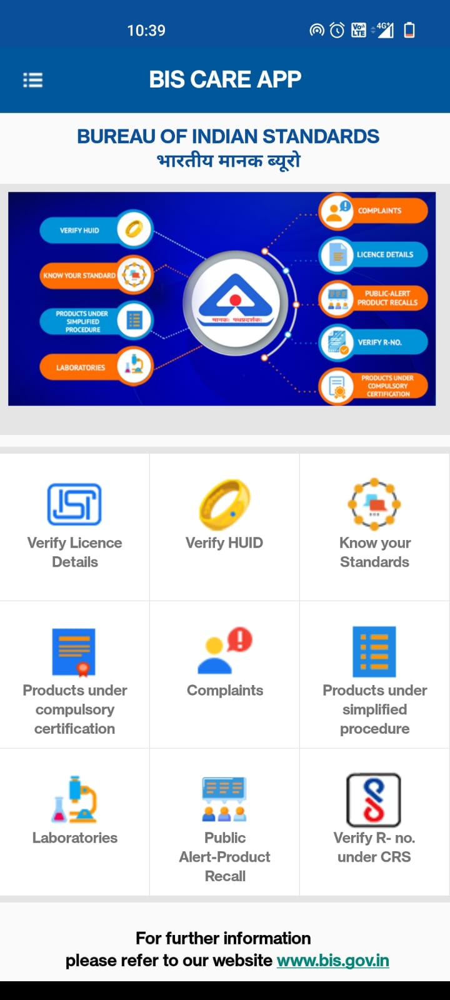 10:39
Vo))
LTE
4G+
BIS CARE APP
BUREAU OF INDIAN STANDARDS
भारतीय मानक ब्यूरो
VERIFY HUID
KNOW YOUR STANDARD
PRODUCTS UNDER
SIMPLIFIED
PROCEDURE
LABORATORIES
मानकः पथप्रदर्शकः
COMPLAINTS
LICENCE DETAILS
PUBLIC-ALERT
PRODUCT RECALLS
VERIFY R-NO.
PRODUCTS UNDER
COMPULSORY
CERTIFICATION
Verify Licence
Details
Verify HUID
Know your
Standards
Products under
compulsory
certification
Complaints
Products under
simplified
procedure
Laboratories
Public
Alert-Product
Recall
Verify R- no.
under CRS
For further information
please refer to our website www.bis.gov.in